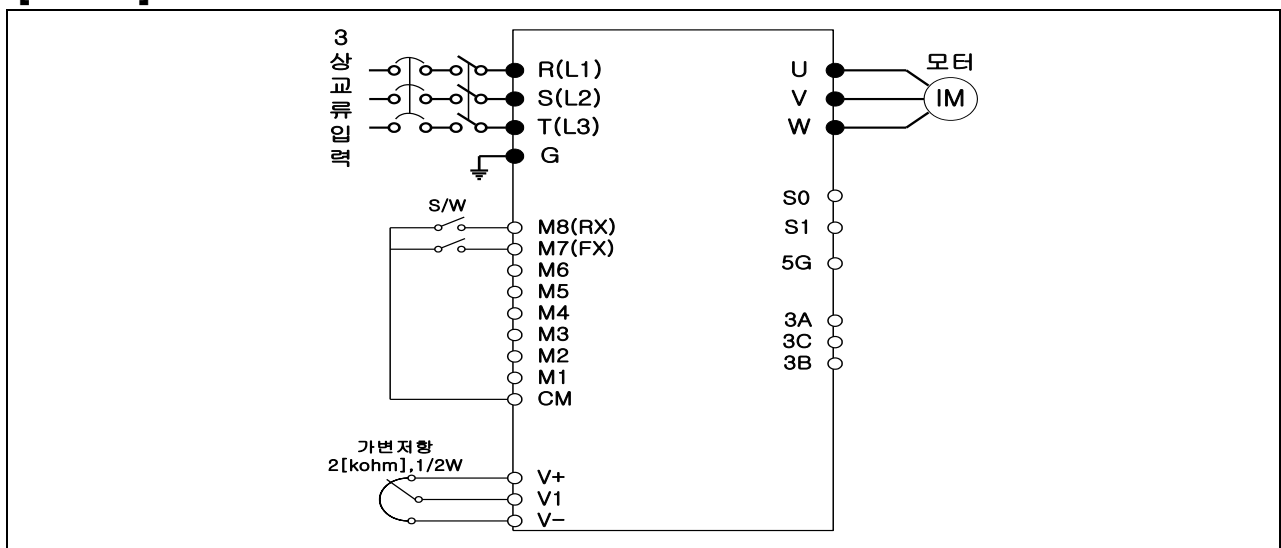 3상교류입력
R(L1)
S(L2)
T(L3)
G
U
V
W
모터
IM
S/W
M8(RX)
M7(FX)
M6
M5
M4
M3
M2
M1
CM
S0
S1
5G
3A
3C
3B
가변저항
2[kohm],1/2W
V+
V1
V-